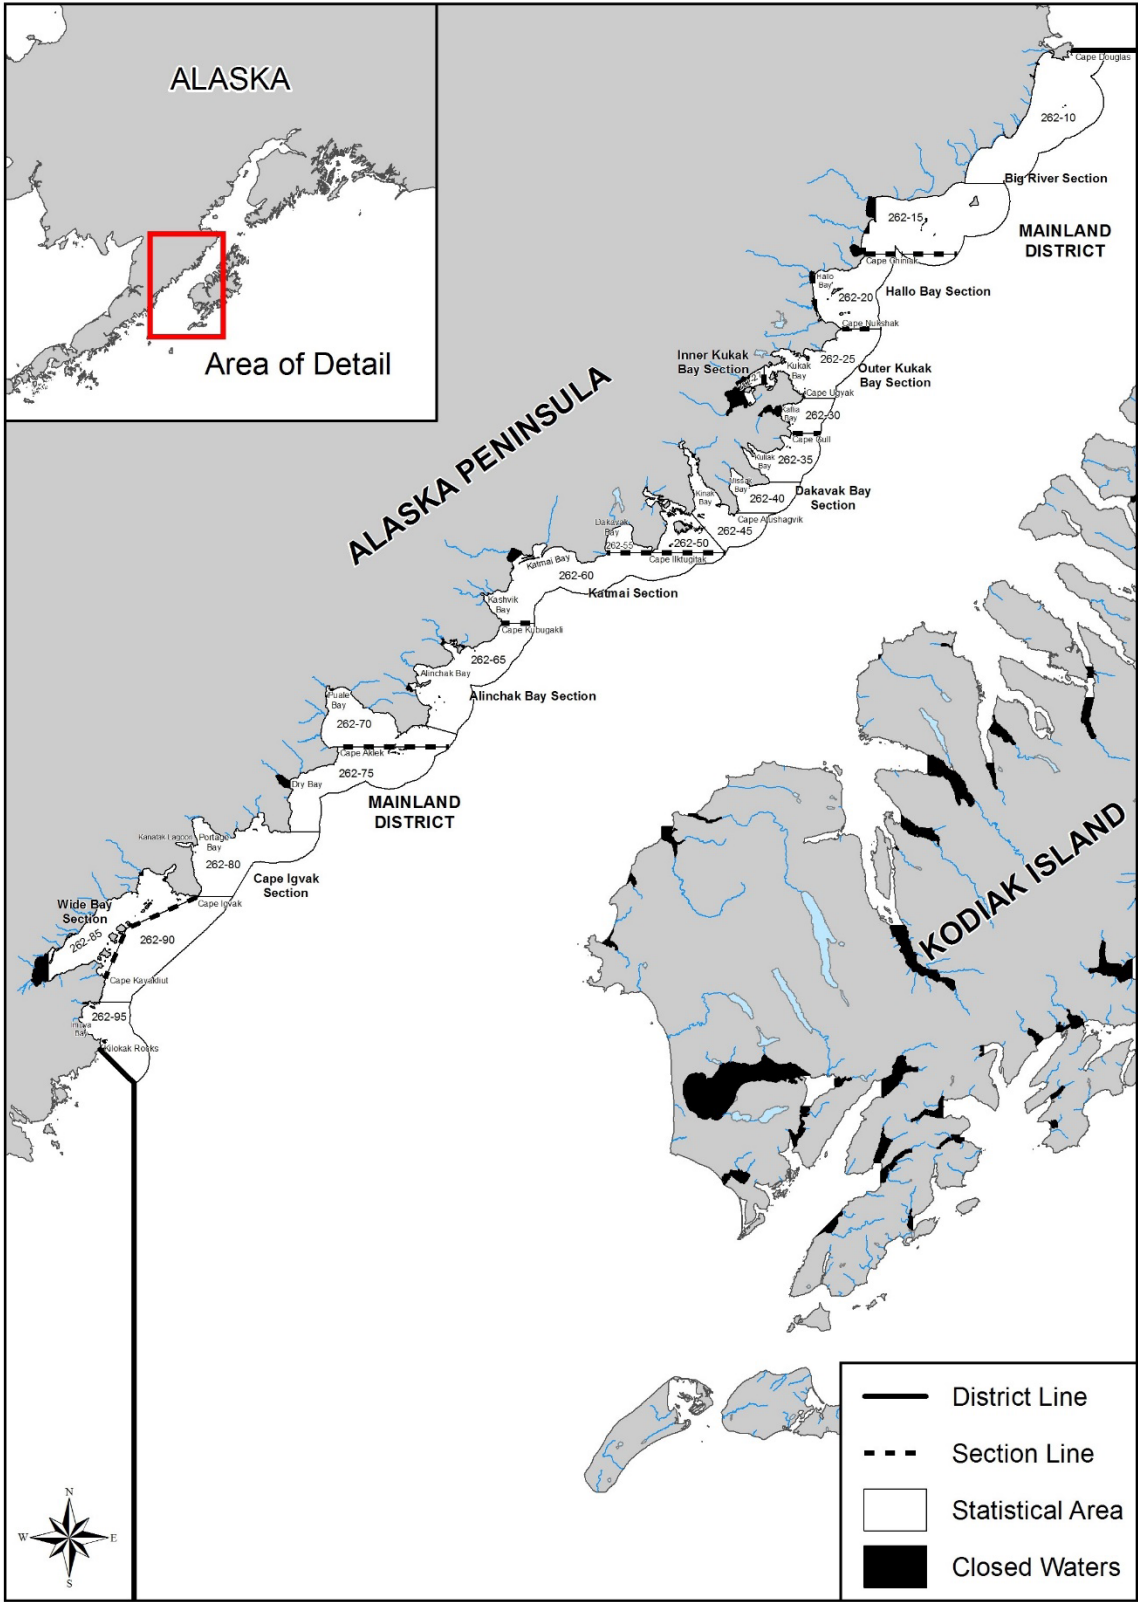 ALASKA
Area of Detail
Cape Douglas
262-10
Big River Section
262-15
MAINLAND
DISTRICT
Cape Chiniak
Hallo
Bay
262-20
Hallo Bay Section
Cape Nukshak
Inner Kukak
Bay Section
Kukak
Bay
262-25
Outer Kukak
Bay Section
Cape Ugyak
Kaflia
Bay
262-30
Cape Gull
Kuliak
Bay
262-35
Missak
Bay
262-40
Dakavak Bay
Section
Kinak
Bay
Cape Atushagvik
262-45
262-50
Dakavak
Bay
262-55
Cape Ilktugitak
ALASKA PENINSULA
Katmai Bay
262-60
Katmai Section
Kashvik
Bay
Cape Kubugakli
262-65
Alinchak Bay
Alinchak Bay Section
Puale
Bay
262-70
Cape Aklek
262-75
Dry Bay
MAINLAND
DISTRICT
Kanatak Lagoon
Portage
Bay
262-80
Cape Igvak
Section
Cape Igvak
Wide Bay
Section
262-85
262-90
Cape Kayakliut
262-95
Imuya
Bay
Kilokak Rocks
KODIAK ISLAND
N
W
E
S
District Line
Section Line
Statistical Area
Closed Waters